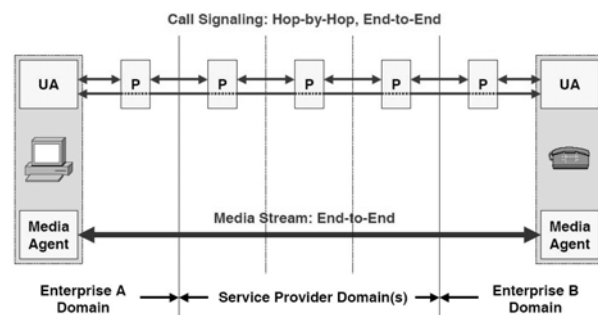 Call Signaling: Hop-by-Hop, End-to-End
UA P P P P P UA
Media Stream: End-to-End
Media
Agent
Media
Agent
Enterprise A
Domain
Service Provider Domain(s)
Enterprise B
Domain